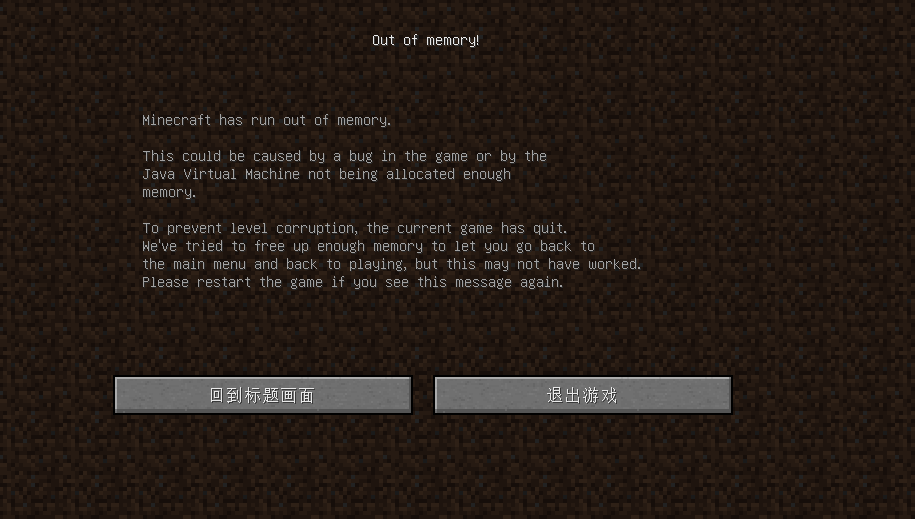 Out of memory!
Minecraft has run out of memory.
This could be caused by a bug in the game or by the
Java Virtual Machine not being allocated enough
memory.
To prevent level corruption, the current game has quit.
We've tried to free up enough memory to let you go back to
the main menu and back to playing, but this may not have worked.
Please restart the game if you see this message again.
回到标题画面
退出游戏